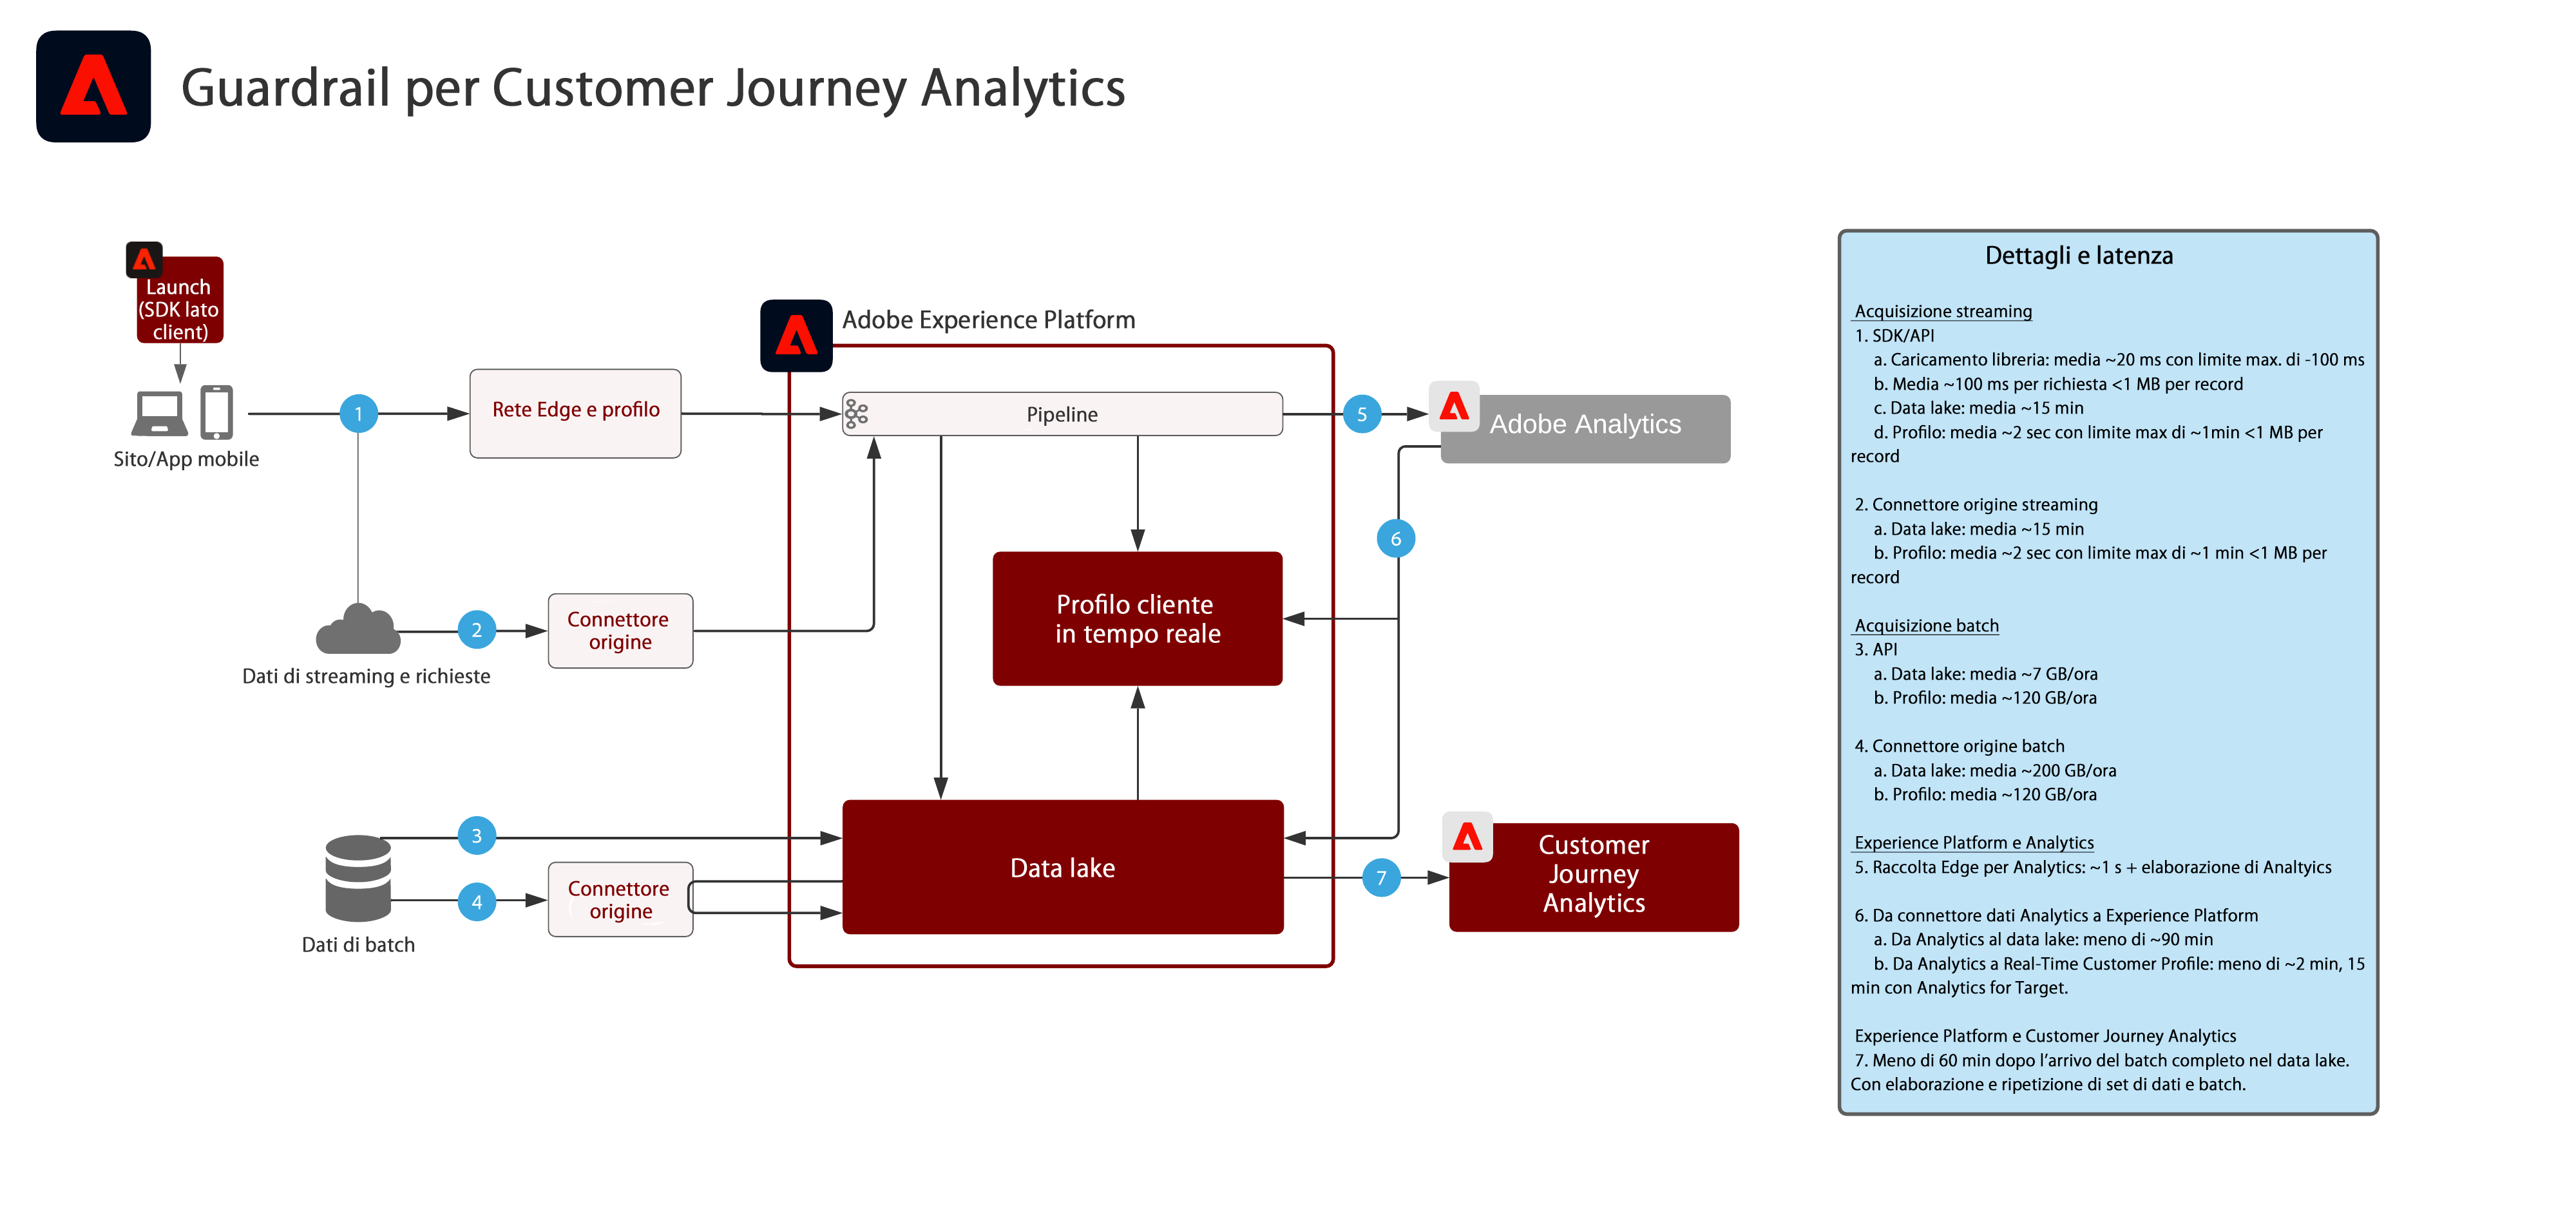 Guardrail per Customer Journey Analytics
Launch
(SDK lato
client)
Sito/App mobile
1
Rete Edge e profilo
Dati di streaming e richieste
2
Connettore
origine
Dati di batch
3
4
Connettore
origine
Adobe Experience Platform
Pipeline
Profilo cliente
in tempo reale
Data lake
5
Adobe Analytics
6
7
Customer
Journey
Analytics
Dettagli e latenza
Acquisizione streaming
1. SDK/API
a. Caricamento libreria: media ~20 ms con limite max. di -100 ms
b. Media ~100 ms per richiesta <1 MB per record
c. Data lake: media ~15 min
d. Profilo: media ~2 sec con limite max di ~1min <1 MB per
record
2. Connettore origine streaming
a. Data lake: media ~15 min
b. Profilo: media ~2 sec con limite max di ~1 min <1 MB per
record
Acquisizione batch
3. API
a. Data lake: media ~7 GB/ora
b. Profilo: media ~120 GB/ora
4. Connettore origine batch
a. Data lake: media ~200 GB/ora
b. Profilo: media ~120 GB/ora
Experience Platform e Analytics
5. Raccolta Edge per Analytics: ~1 s + elaborazione di Analtyics
6. Da connettore dati Analytics a Experience Platform
a. Da Analytics al data lake: meno di ~90 min
b. Da Analytics a Real-Time Customer Profile: meno di ~2 min, 15
min con Analytics for Target.
Experience Platform e Customer Journey Analytics
7. Meno di 60 min dopo l’arrivo del batch completo nel data lake.
Con elaborazione e ripetizione di set di dati e batch.